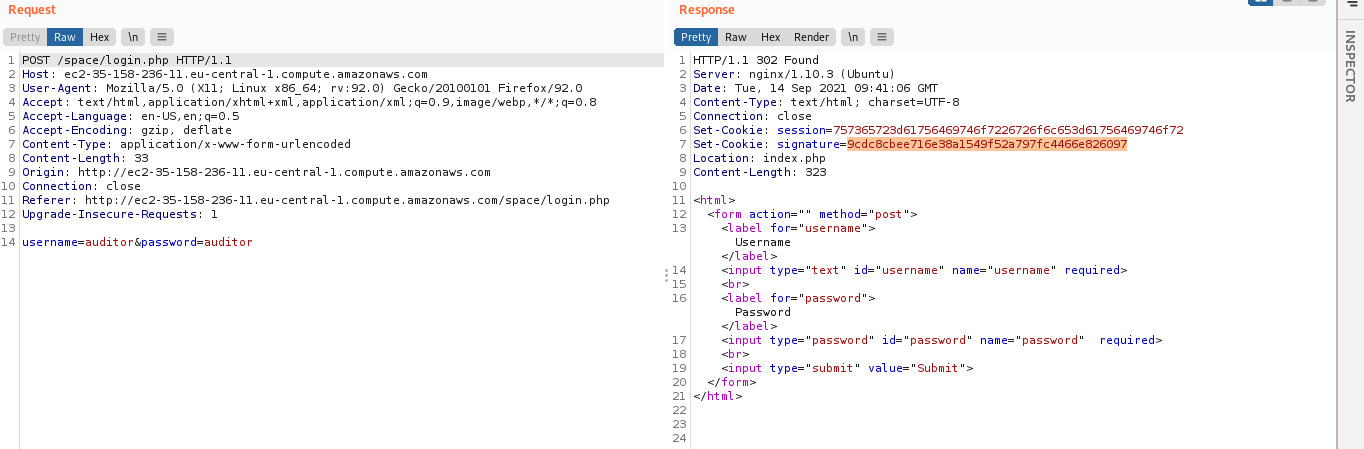 Request
Pretty Raw Hex \n ≡
1 POST /space/login.php HTTP/1.1
2 Host: ec2-35-158-236-11.eu-central-1.compute.amazonaws.com
3 User-Agent: Mozilla/5.0 (X11; Linux x86_64; rv:92.0) Gecko/20100101 Firefox/92.0
4 Accept: text/html,application/xhtml+xml,application/xml;q=0.9,image/webp,*/*;q=0.8
5 Accept-Language: en-US,en;q=0.5
6 Accept-Encoding: gzip, deflate
7 Content-Type: application/x-www-form-urlencoded
8 Content-Length: 33
9 Origin: http://ec2-35-158-236-11.eu-central-1.compute.amazonaws.com
10 Connection: close
11 Referer: http://ec2-35-158-236-11.eu-central-1.compute.amazonaws.com/space/login.php
12 Upgrade-Insecure-Requests: 1
13
14 username=auditor&password=auditor
Response
Pretty Raw Hex Render \n ≡
1 HTTP/1.1 302 Found
2 Server: nginx/1.10.3 (Ubuntu)
3 Date: Tue, 14 Sep 2021 09:41:06 GMT
4 Content-Type: text/html; charset=UTF-8
5 Connection: close
6 Set-Cookie: session=757365723d61756469746f7226726f6c653d61756469746f72
7 Set-Cookie: signature=9cdc8cbee716e38a1549f52a797fc4466e826097
8 Location: index.php
9 Content-Length: 323
10
11 <html>
12 <form action="" method="post">
13 <label for="username">
Username
</label>
14 <input type="text" id="username" name="username" required>
15 <br>
16 <label for="password">
Password
</label>
17 <input type="password" id="password" name="password"  required>
18 <br>
19 <input type="submit" value="Submit">
20 </form>
21 </html>
22
23
24
INSPECTOR